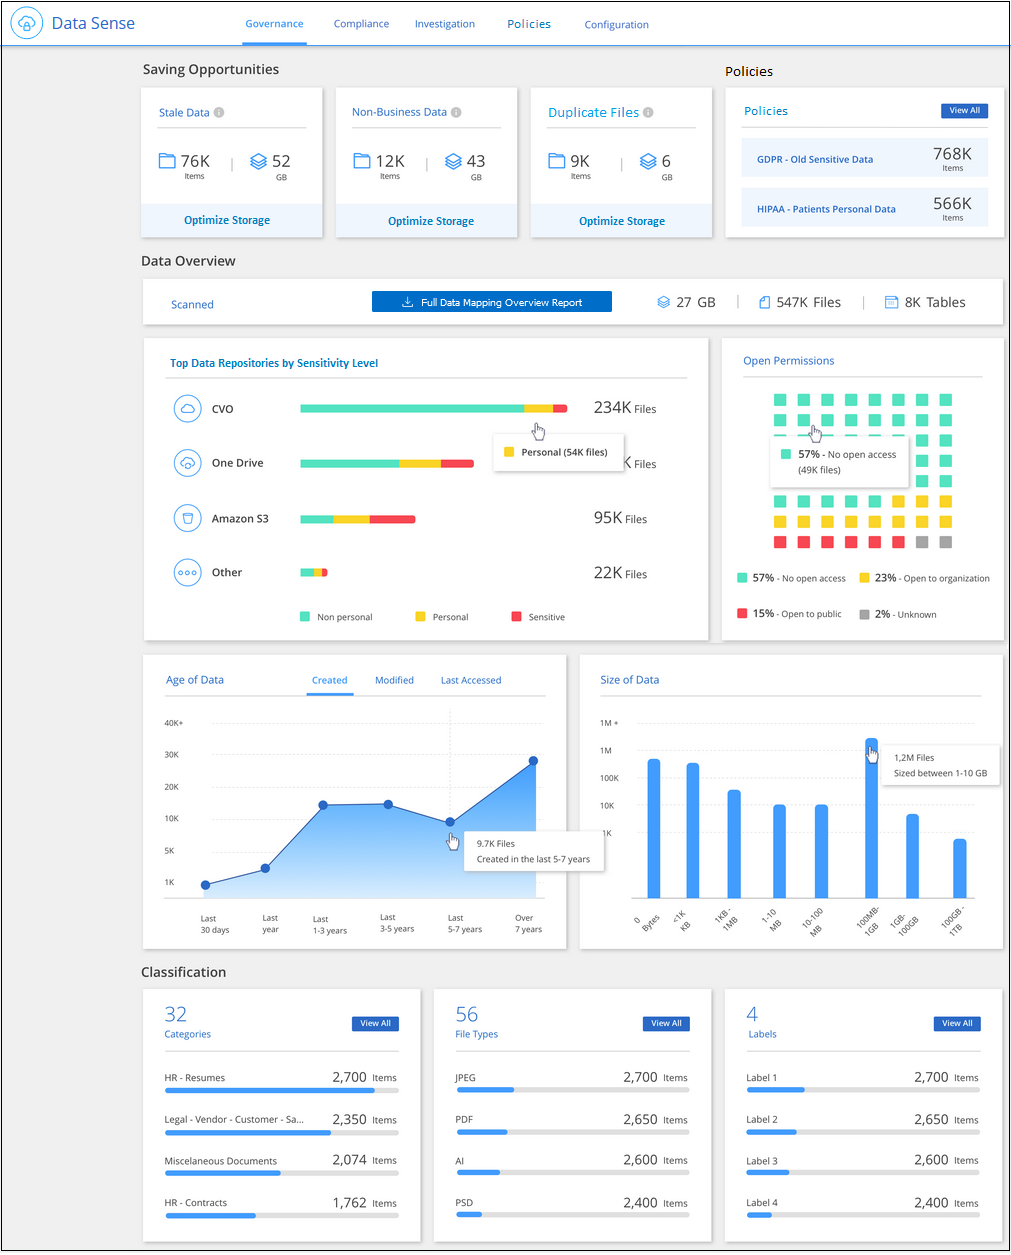 Data Sense
Governance
Compliance
Investigation
Policies
Configuration
Saving Opportunities
Policies
Stale Data
76K Items
52 GB
Optimize Storage
Non-Business Data
12K Items
43 GB
Optimize Storage
Duplicate Files
9K Items
6 GB
Optimize Storage
Policies
View All
GDPR - Old Sensitive Data
768K Items
HIPAA - Patients Personal Data
566K Items
Data Overview
Scanned
Full Data Mapping Overview Report
27 GB
547K Files
8K Tables
Top Data Repositories by Sensitivity Level
CVO
234K Files
Personal (54K files)
One Drive
K Files
Amazon S3
95K Files
Other
22K Files
Non personal
Personal
Sensitive
Open Permissions
57% - No open access
(49K files)
57% - No open access
23% - Open to organization
15% - Open to public
2% - Unknown
Age of Data
Created
Modified
Last Accessed
40K+
30K
20K
10K
5K
1K
9.7K Files
Created in the last 5-7 years
Last
30 days
Last
year
Last
1-3 years
Last
3-5 years
Last
5-7 years
Over
7 years
Size of Data
1M +
1M
100K
10K
1K
1,2M Files
Sized between 1-10 GB
0
Bytes
<1K
KB
1KB -
1MB
1-10
MB
10-100
MB
100MB-
1GB
1GB-
100GB
100GB -
1TB
Classification
32
Categories
View All
HR - Resumes
2,700 Items
Legal - Vendor - Customer - Sa...
2,350 Items
Miscelaneous Documents
2,074 Items
HR - Contracts
1,762 Items
56
File Types
View All
JPEG
2,700 Items
PDF
2,650 Items
AI
2,600 Items
PSD
2,400 Items
4
Labels
View All
Label 1
2,700 Items
Label 2
2,650 Items
Label 3
2,600 Items
Label 4
2,400 Items